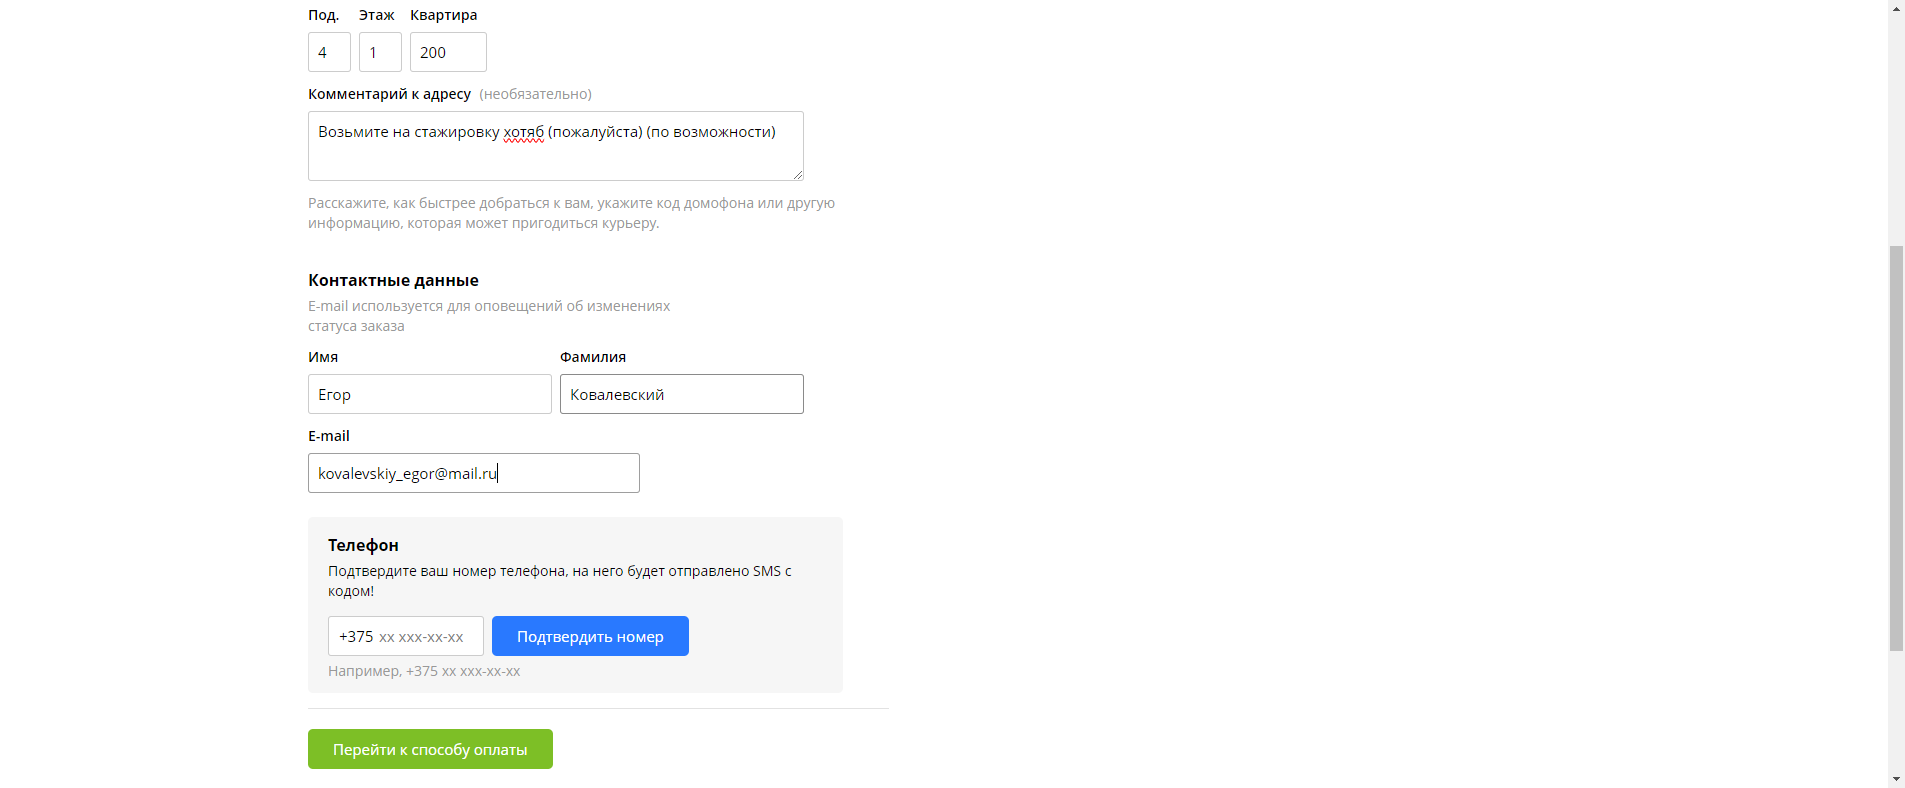 Под. Этаж Квартира
4 1 200
Комментарий к адресу (необязательно)
Возьмите на стажировку хотяб (пожалуйста) (по возможности)
Расскажите, как быстрее добраться к вам, укажите код домофона или другую
информацию, которая может пригодиться курьеру.
Контактные данные
E-mail используется для оповещений об изменениях
статуса заказа
Имя Фамилия
Егор Ковалевский
E-mail
kovalevskiy_egor@mail.ru
Телефон
Подтвердите ваш номер телефона, на него будет отправлено SMS с
кодом!
+375 xx xxx-xx-xx Подтвердить номер
Например, +375 xx xxx-xx-xx
Перейти к способу оплаты